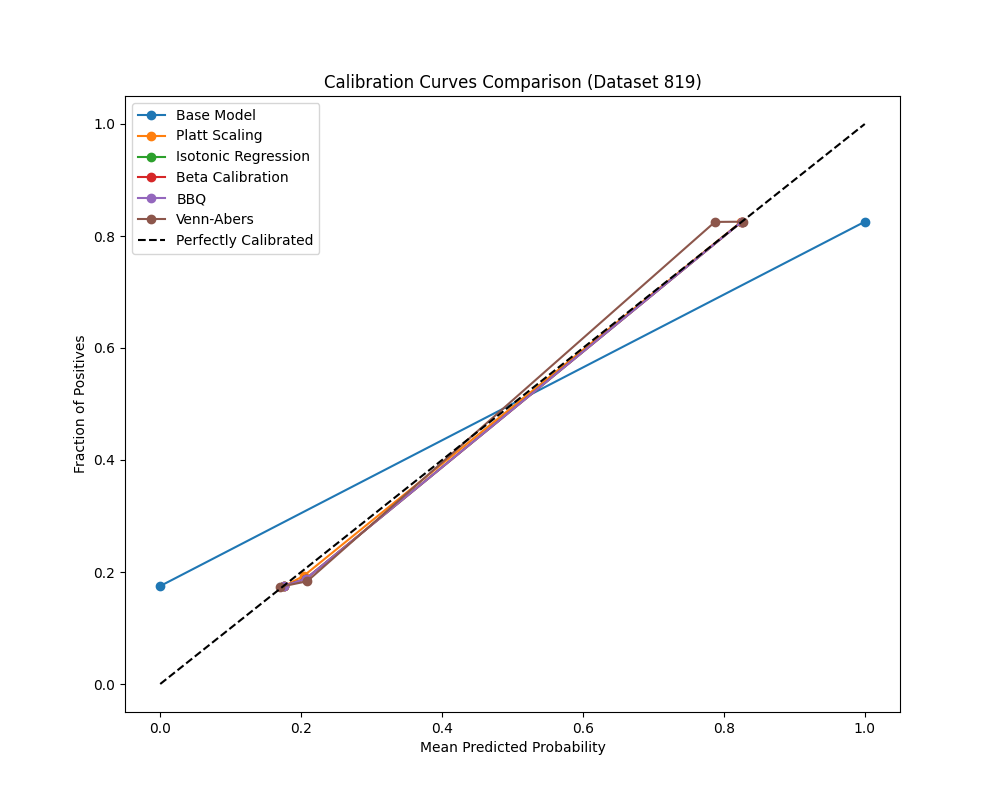 Calibration Curves Comparison (Dataset 819)
Base Model
Platt Scaling
Isotonic Regression
Beta Calibration
BBQ
Venn-Abers
Perfectly Calibrated
1.0
0.8
0.6
0.4
0.2
0.0
Fraction of Positives
0.0 0.2 0.4 0.6 0.8 1.0
Mean Predicted Probability